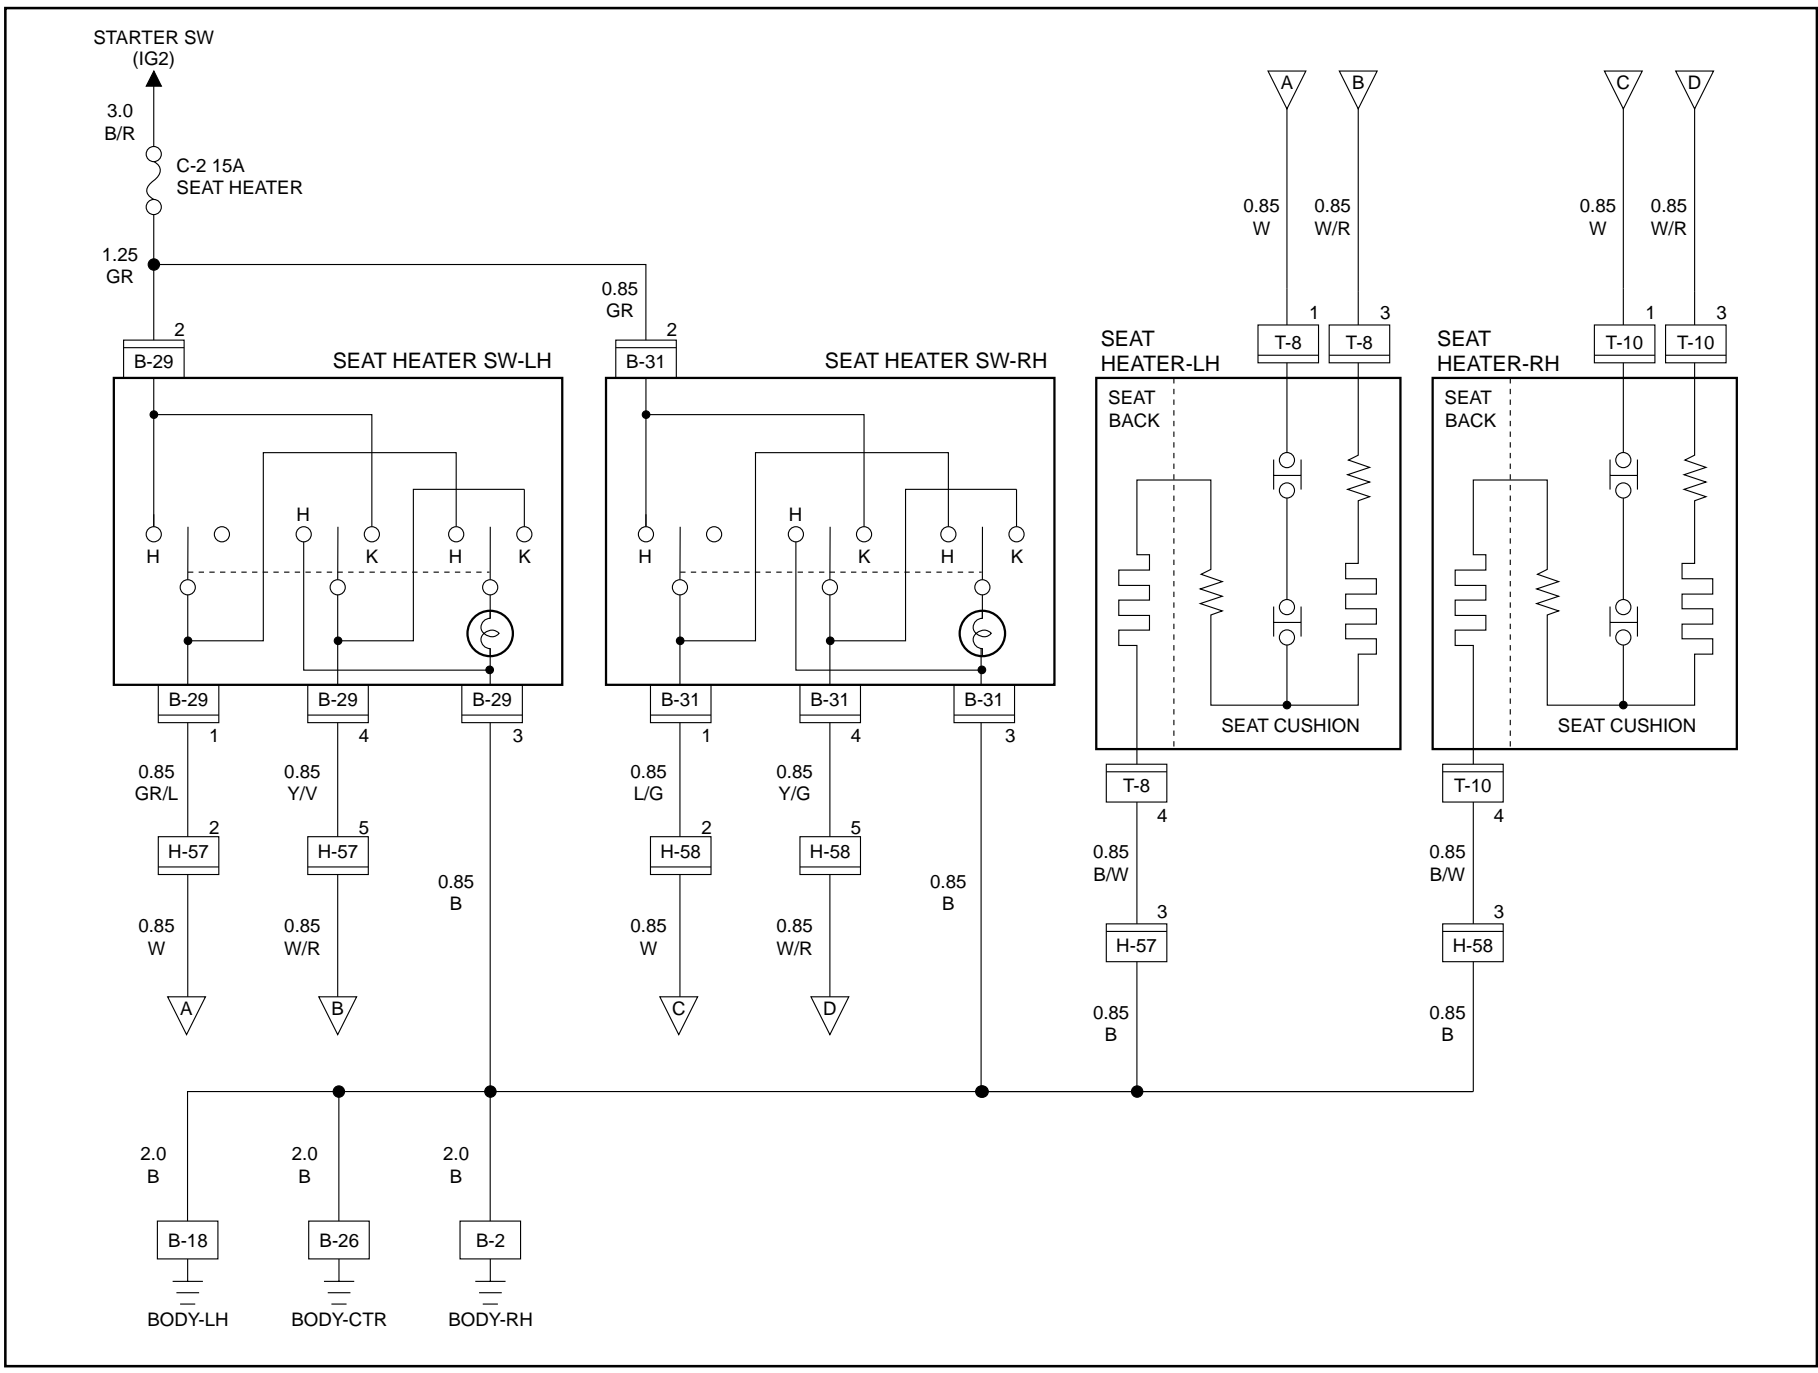 STARTER SW
(IG2)
3.0
B/R
C-2 15A
SEAT HEATER
1.25
GR
0.85
GR
2
B-29
SEAT HEATER SW-LH
2
B-31
SEAT HEATER SW-RH
H
H
K
H
K
H
H
K
H
K
B-29
1
B-29
4
B-29
3
B-31
1
B-31
4
B-31
3
0.85
GR/L
0.85
Y/V
0.85
L/G
0.85
Y/G
2
H-57
5
H-57
2
H-58
5
H-58
0.85
B
0.85
B
0.85
W
0.85
W/R
0.85
W
0.85
W/R
A
B
C
D
A
B
C
D
0.85
W
0.85
W/R
0.85
W
0.85
W/R
SEAT
HEATER-LH
1
T-8
3
T-8
SEAT
HEATER-RH
1
T-10
3
T-10
SEAT
BACK
SEAT
BACK
SEAT CUSHION
SEAT CUSHION
T-8
4
T-10
4
0.85
B/W
0.85
B/W
3
H-57
3
H-58
0.85
B
0.85
B
2.0
B
2.0
B
2.0
B
B-18
B-26
B-2
BODY-LH
BODY-CTR
BODY-RH